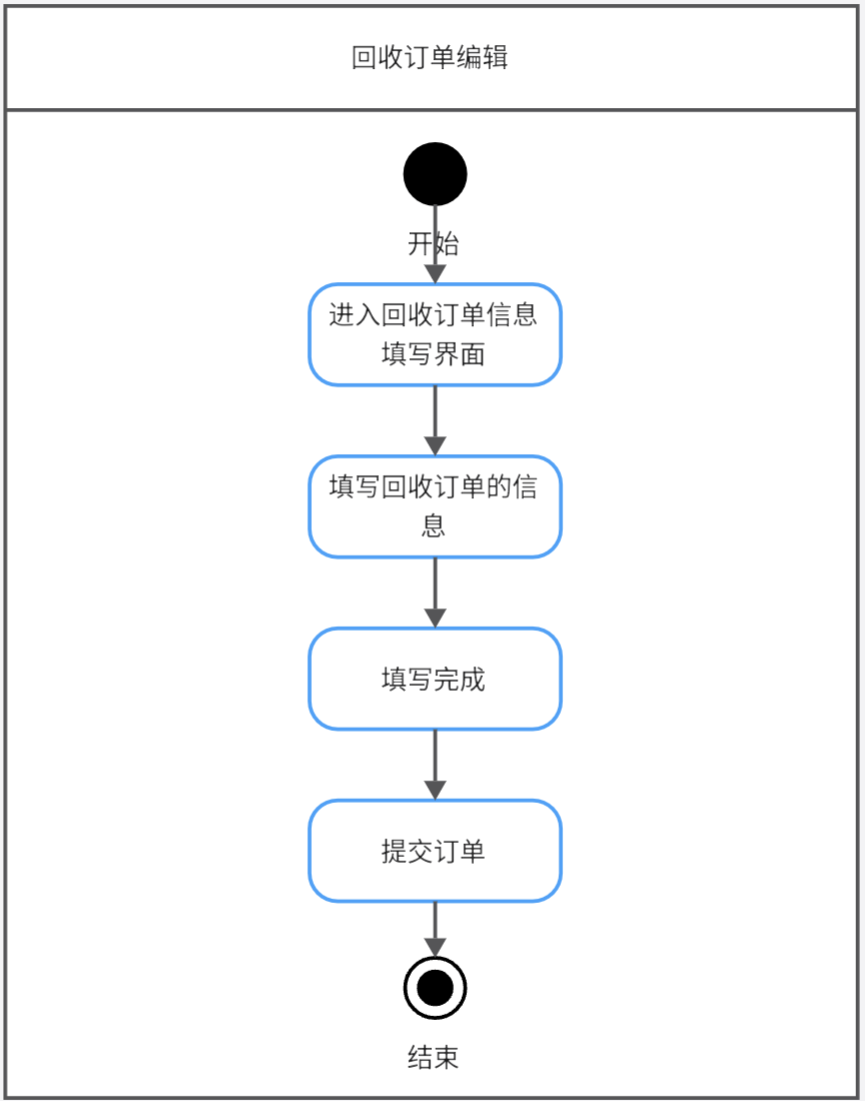 回收订单编辑
开始
进入回收订单信息
填写界面
填写回收订单的信
息
填写完成
提交订单
结束